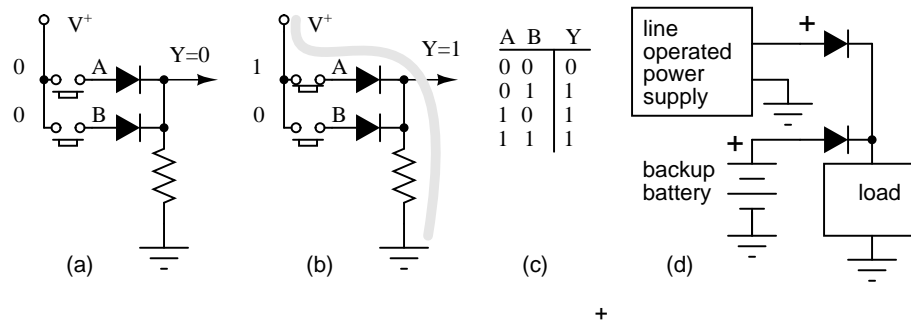 V⁺
Y=0
0
A
0
B
(a)
V⁺
Y=1
1
A
0
B
(b)
A B Y
0 0 0
0 1 1
1 0 1
1 1 1
(c)
line
operated
power
supply
+
+
backup
battery
load
(d)
+